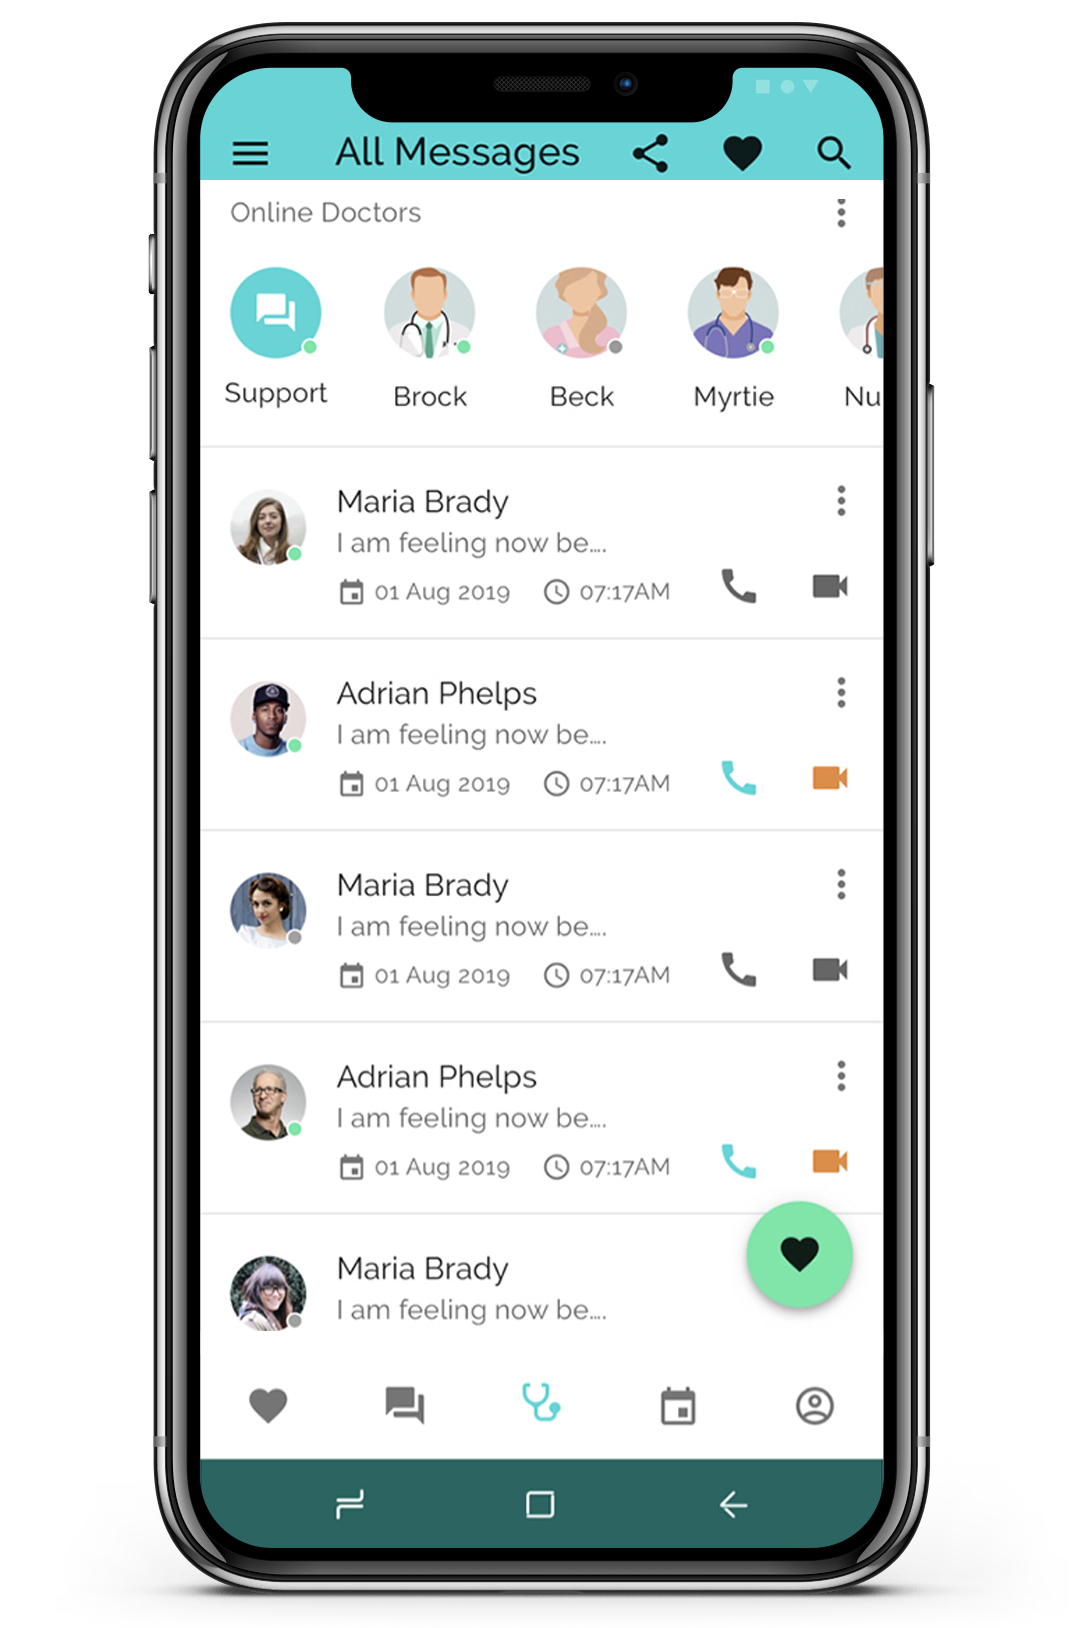 All Messages
Online Doctors
Support
Brock
Beck
Myrtie
Nu
Maria Brady
I am feeling now be....
01 Aug 2019
07:17AM
Adrian Phelps
I am feeling now be....
01 Aug 2019
07:17AM
Maria Brady
I am feeling now be....
01 Aug 2019
07:17AM
Adrian Phelps
I am feeling now be....
01 Aug 2019
07:17AM
Maria Brady
I am feeling now be....